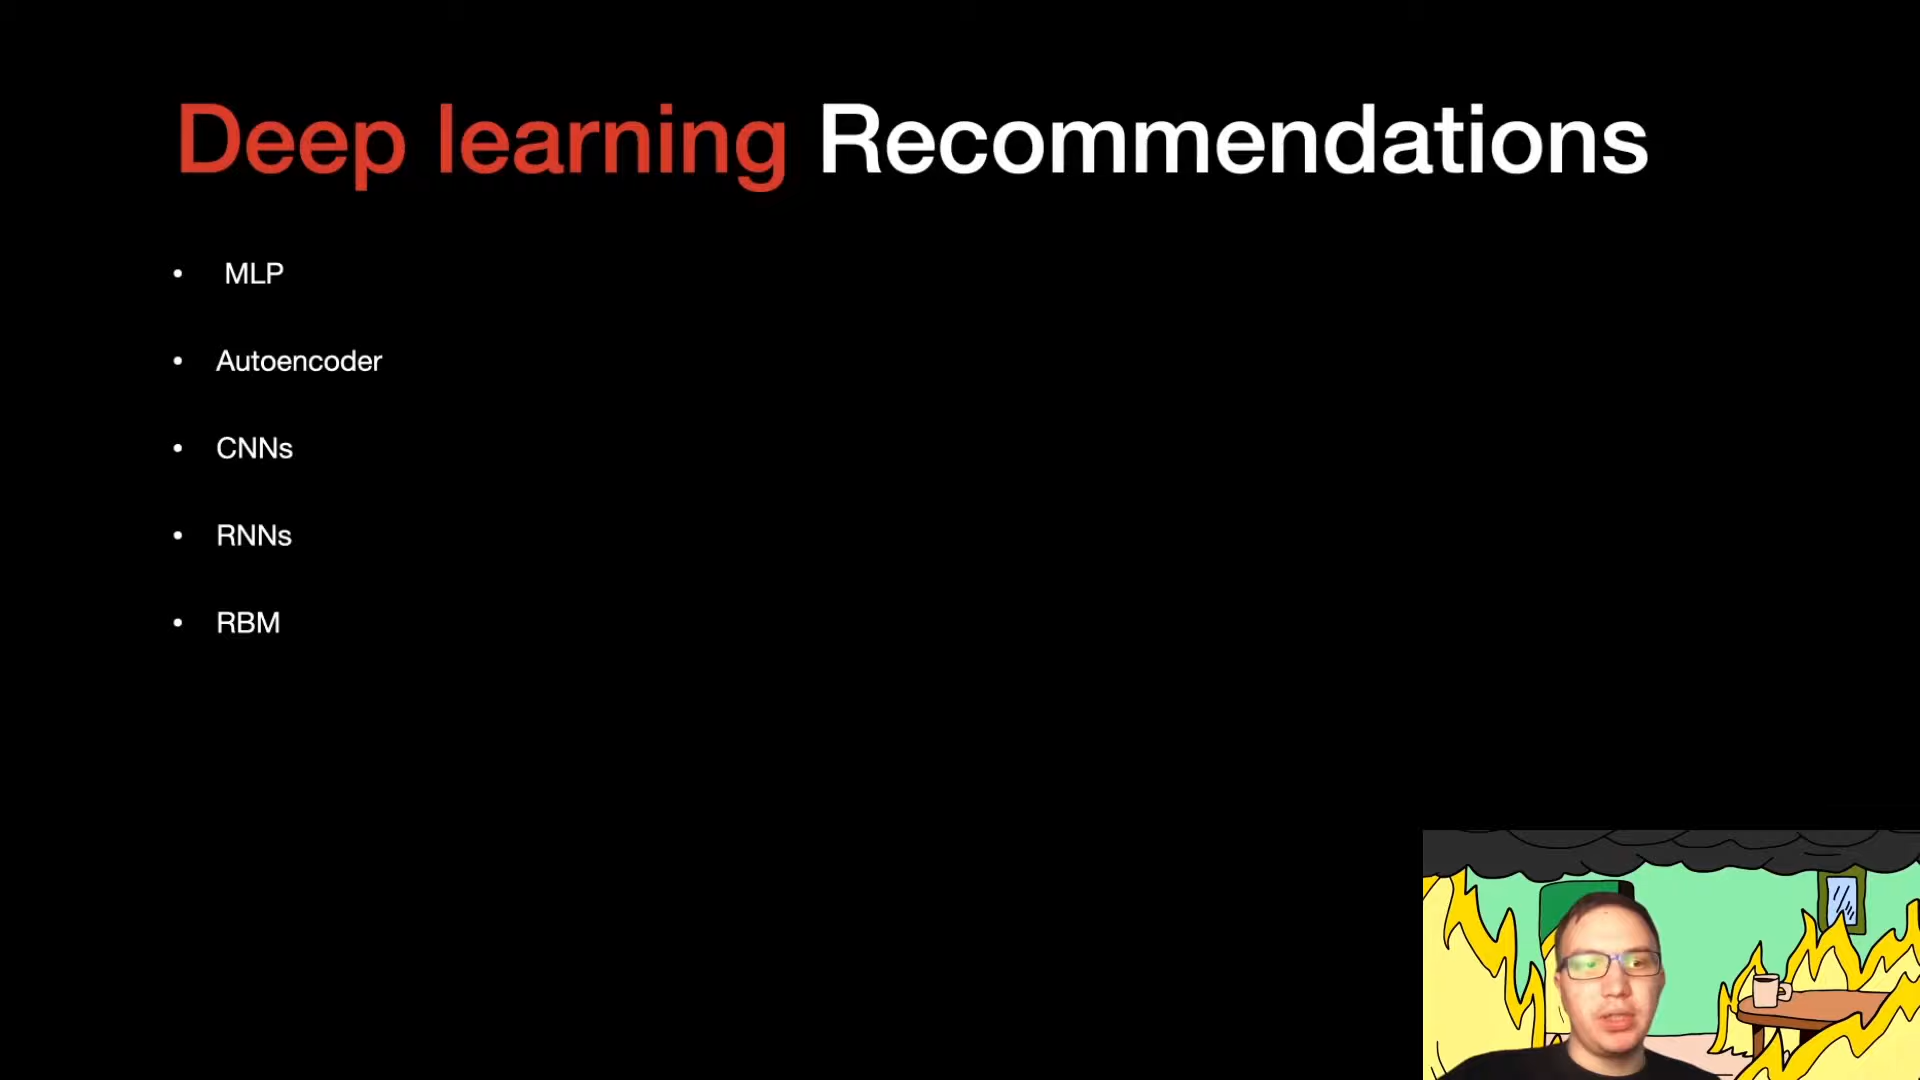 Deep learning Recommendations
• MLP
• Autoencoder
• CNNs
• RNNs
• RBM